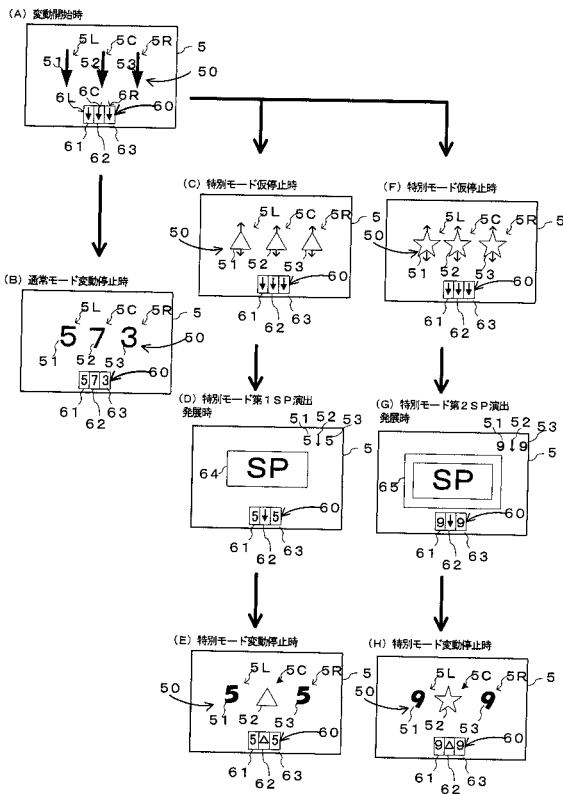 (A) 変動開始時
5L 5C 5R 5
51 52 53 50
6L 6C 6R 60
61 62 63
(B) 通常モード変動停止時
5L 5C 5R 5
5 7 3 50
51 52 53
5 7 3 60
61 62 63
(C) 特別モード仮停止時
5L 5C 5R 5
50
51 52 53
60
61 62 63
(D) 特別モード第1SP演出
発展時
51 52 53
5 ↓ 5 5
64 SP
5 ↓ 5 60
61 62 63
(E) 特別モード変動停止時
5L 5C 5R 5
50 5 △ 5
51 52 53
5 △ 5 60
61 62 63
(F) 特別モード仮停止時
5L 5C 5R 5
50
51 52 53
60
61 62 63
(G) 特別モード第2SP演出
発展時
51 52 53
9 ↓ 9 5
65 SP
9 ↓ 9 60
61 62 63
(H) 特別モード変動停止時
5L 5C 5R 5
50 9 ☆ 9
51 52 53
9 △ 9 60
61 62 63